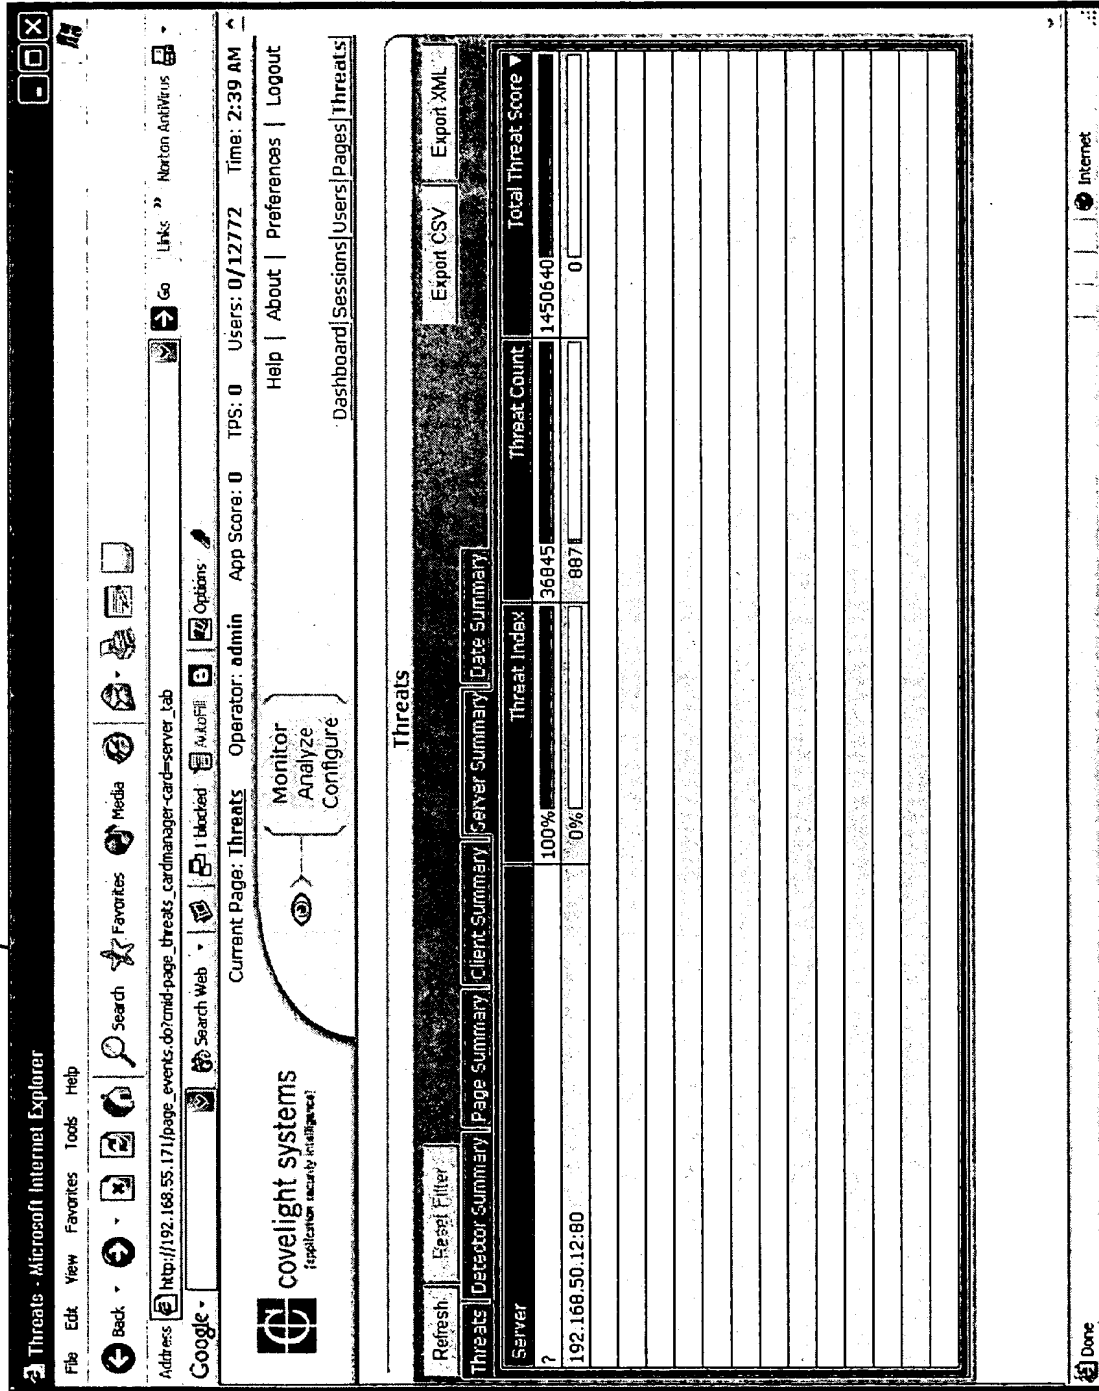 Threats - Microsoft Internet Explorer
File Edit View Favorites Tools Help
Back Search Favorites Media
Address http://192.168.55.171/page_events.do?cmid-page_threats_cardmanager-card=server_tab Go Links » Norton AntiVirus
Google Search Web 1 blocked AutoFill Options
Current Page: Threats Operator: admin App Score: 0 TPS: 0 Users: 0/12772 Time: 2:39 AM
covelight systems
[application security intelligence]
Monitor
Analyze
Configure
Help | About | Preferences | Logout
Dashboard Sessions Users Pages Threats
Threats
Refresh Reset Filter Export CSV Export XML
Threats Detector Summary Page Summary Client Summary Server Summary Date Summary
Server Threat Index Threat Count Total Threat Score ▼
? 100% 36845 1450640
192.168.50.12:80 0% 887 0
Done Internet